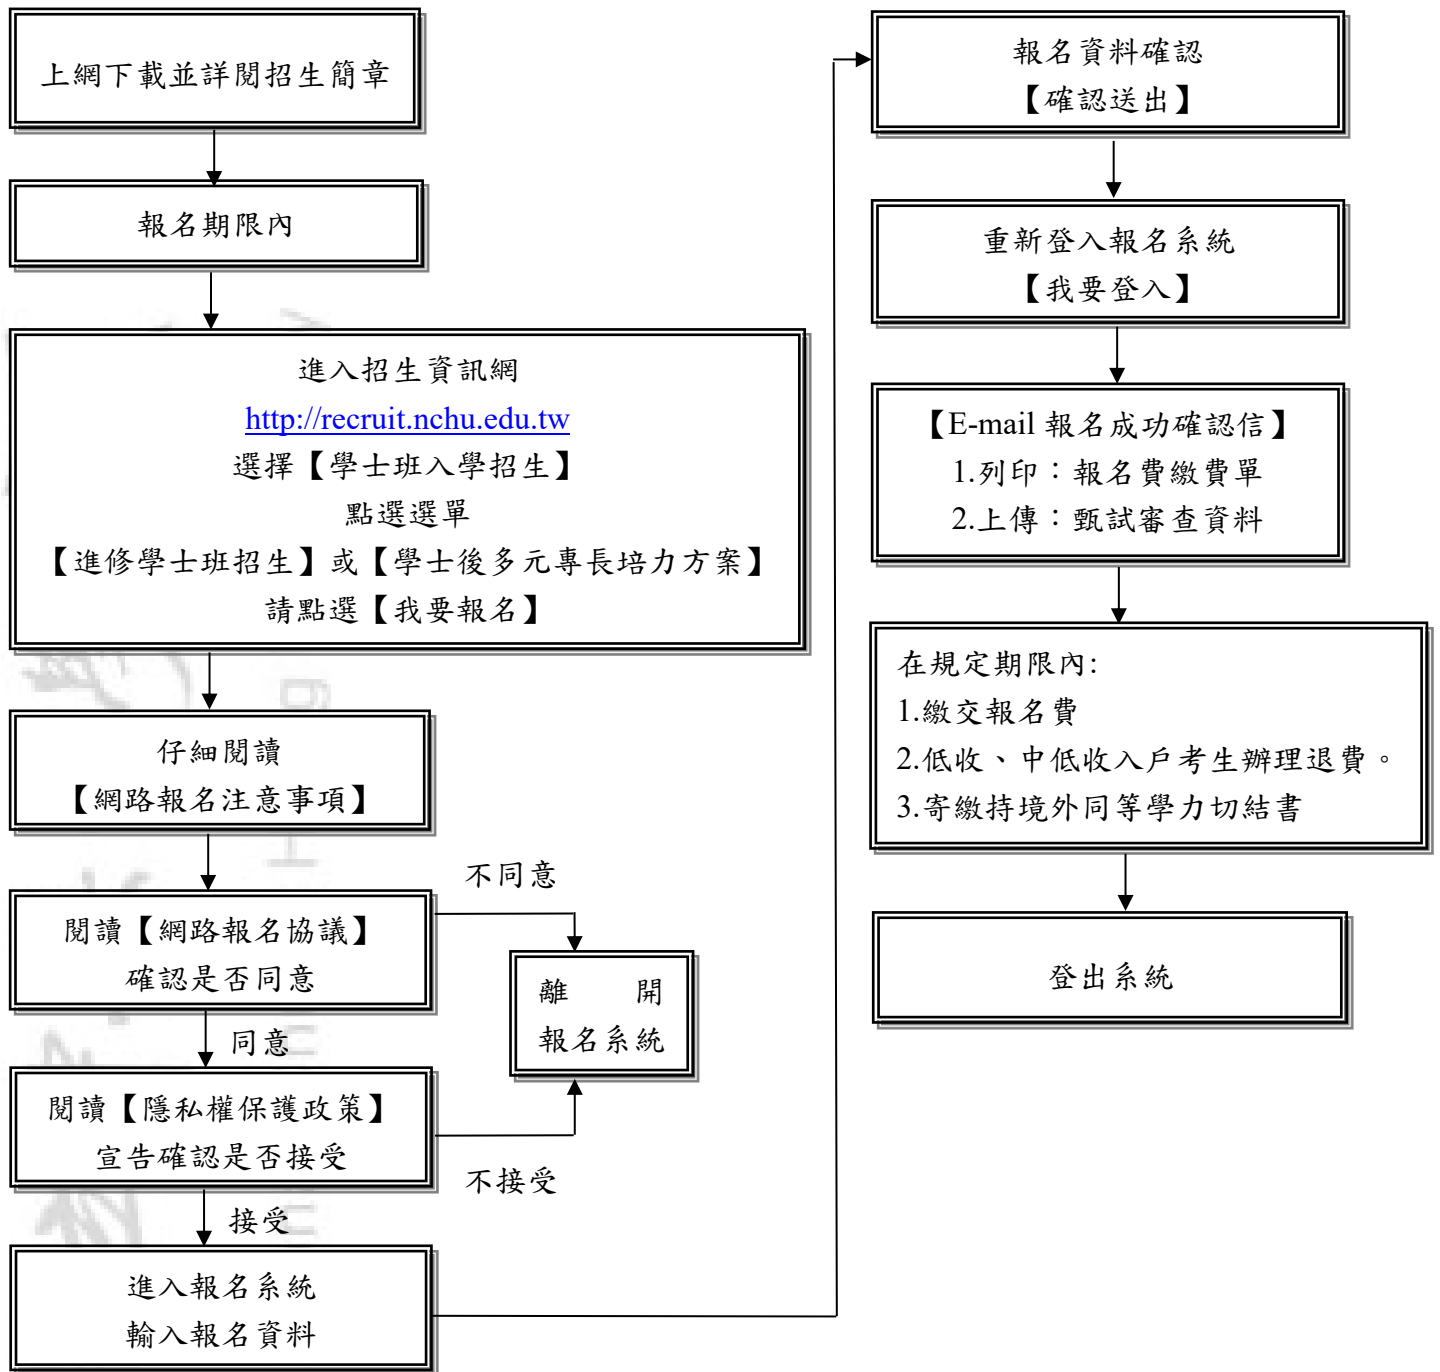 上網下載並詳閱招生簡章
報名期限內
進入招生資訊網
http://recruit.nchu.edu.tw
選擇【學士班入學招生】
點選選單
【進修學士班招生】或【學士後多元專長培力方案】
請點選【我要報名】
仔細閱讀
【網路報名注意事項】
閱讀【網路報名協議】
確認是否同意
不同意
離 開
報名系統
同意
閱讀【隱私權保護政策】
宣告確認是否接受
不接受
接受
進入報名系統
輸入報名資料
報名資料確認
【確認送出】
重新登入報名系統
【我要登入】
【E-mail 報名成功確認信】
1.列印：報名費繳費單
2.上傳：甄試審查資料
在規定期限內:
1.繳交報名費
2.低收、中低收入戶考生辦理退費。
3.寄繳持境外同等學力切結書
登出系統